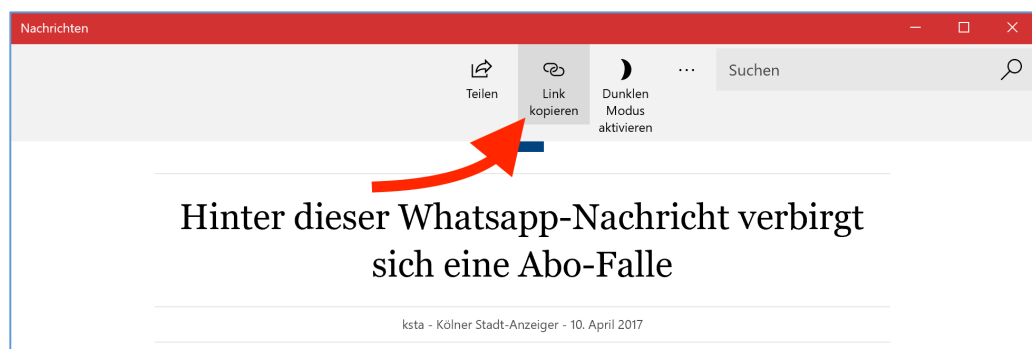 Nachrichten
Teilen
Link
kopieren
Dunklen
Modus
aktivieren
...
Suchen
Hinter dieser Whatsapp-Nachricht verbirgt
sich eine Abo-Falle
ksta - Kölner Stadt-Anzeiger - 10. April 2017